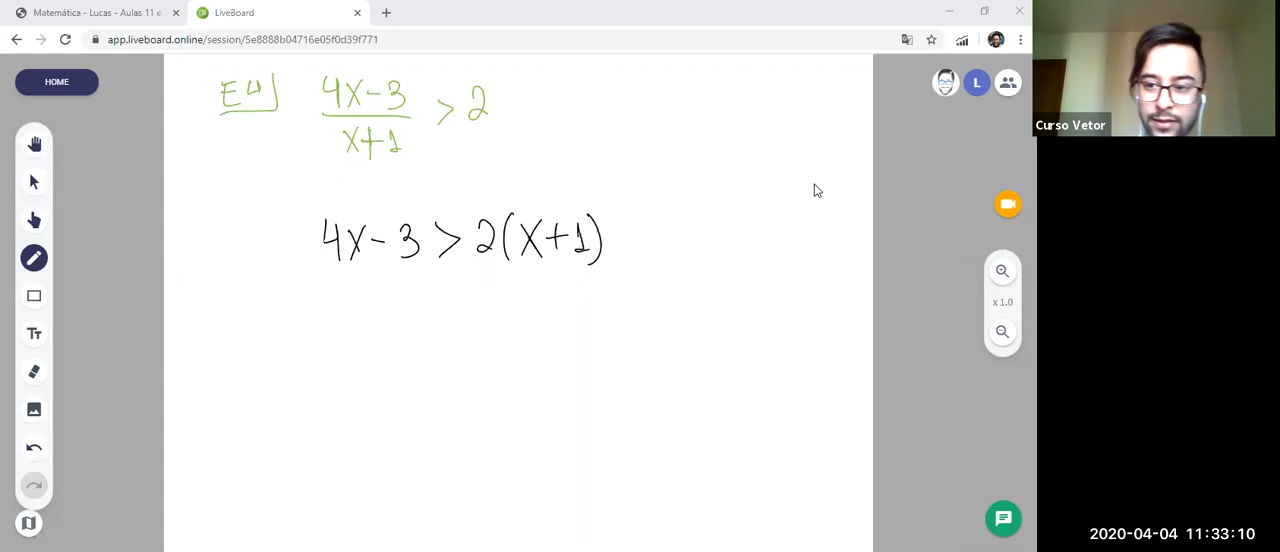 Matemática - Lucas - Aulas 11 e
LiveBoard
app.liveboard.online/session/5e8888b04716e05f0d39f771
HOME
L
Curso Vetor
E4
4x-3
x+1
> 2
4x-3 > 2(x+1)
Tт
x 1.0
2020-04-04 11:33:10